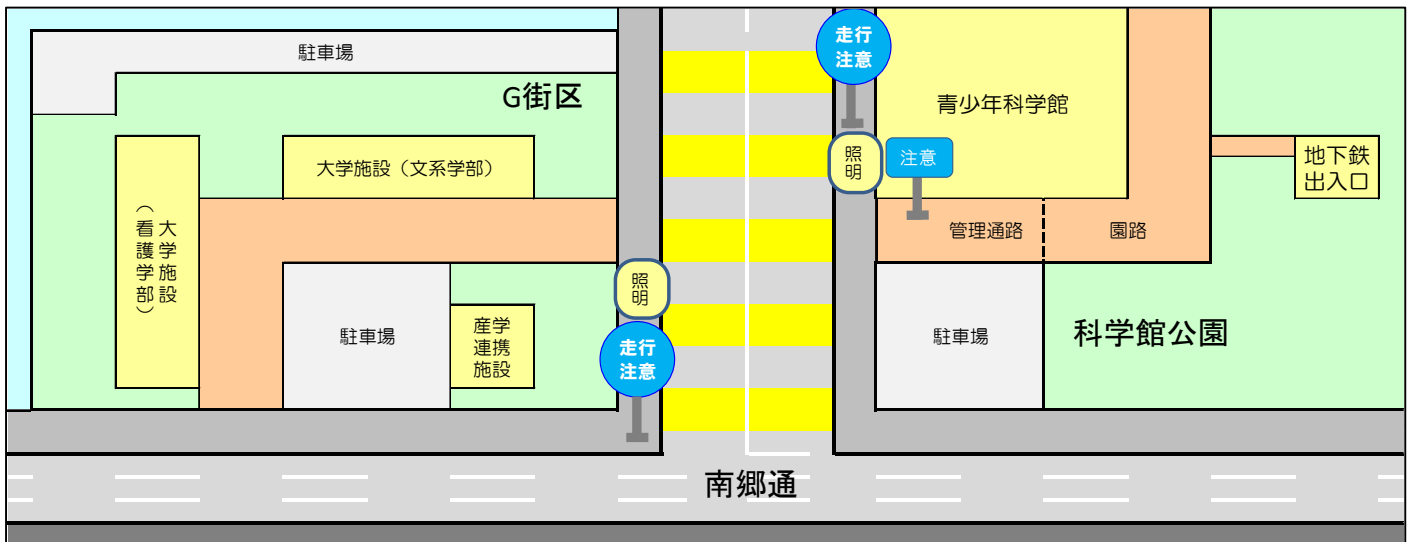 駐車場
G街区
走行
注意
青少年科学館
照明
注意
地下鉄
出入口
大学施設（文系学部）
大学施設
（看護学部）
管理通路
園路
照明
駐車場
産学
連携
施設
走行
注意
駐車場
科学館公園
南郷通